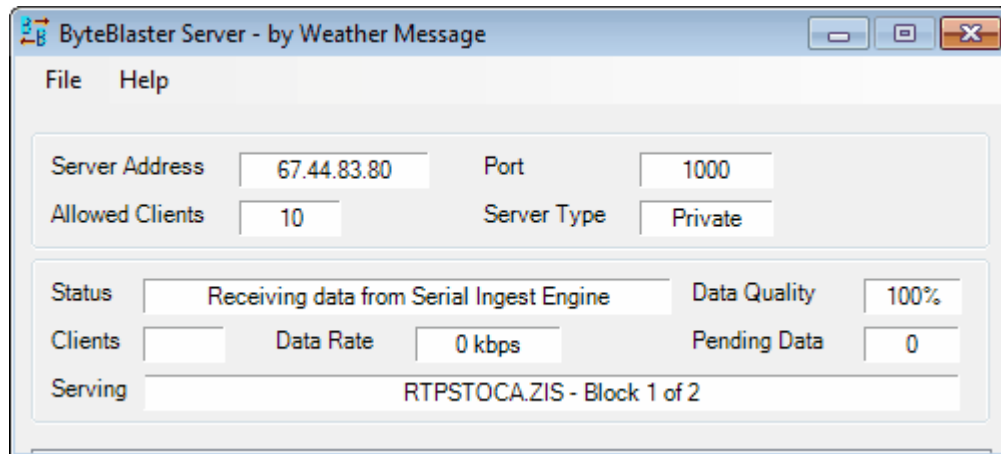 ByteBlaster Server - by Weather Message
File Help
Server Address 67.44.83.80 Port 1000
Allowed Clients 10 Server Type Private
Status Receiving data from Serial Ingest Engine Data Quality 100%
Clients Data Rate 0 kbps Pending Data 0
Serving RTPSTOCA.ZIS - Block 1 of 2